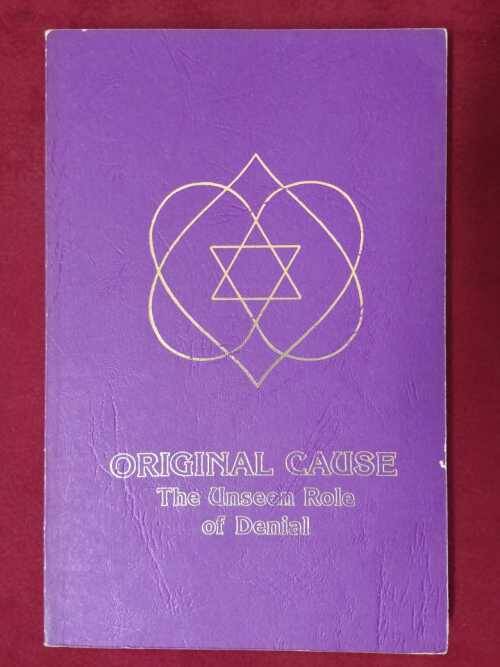 ORIGINAL CAUSE
The Unseen Role
of Denial